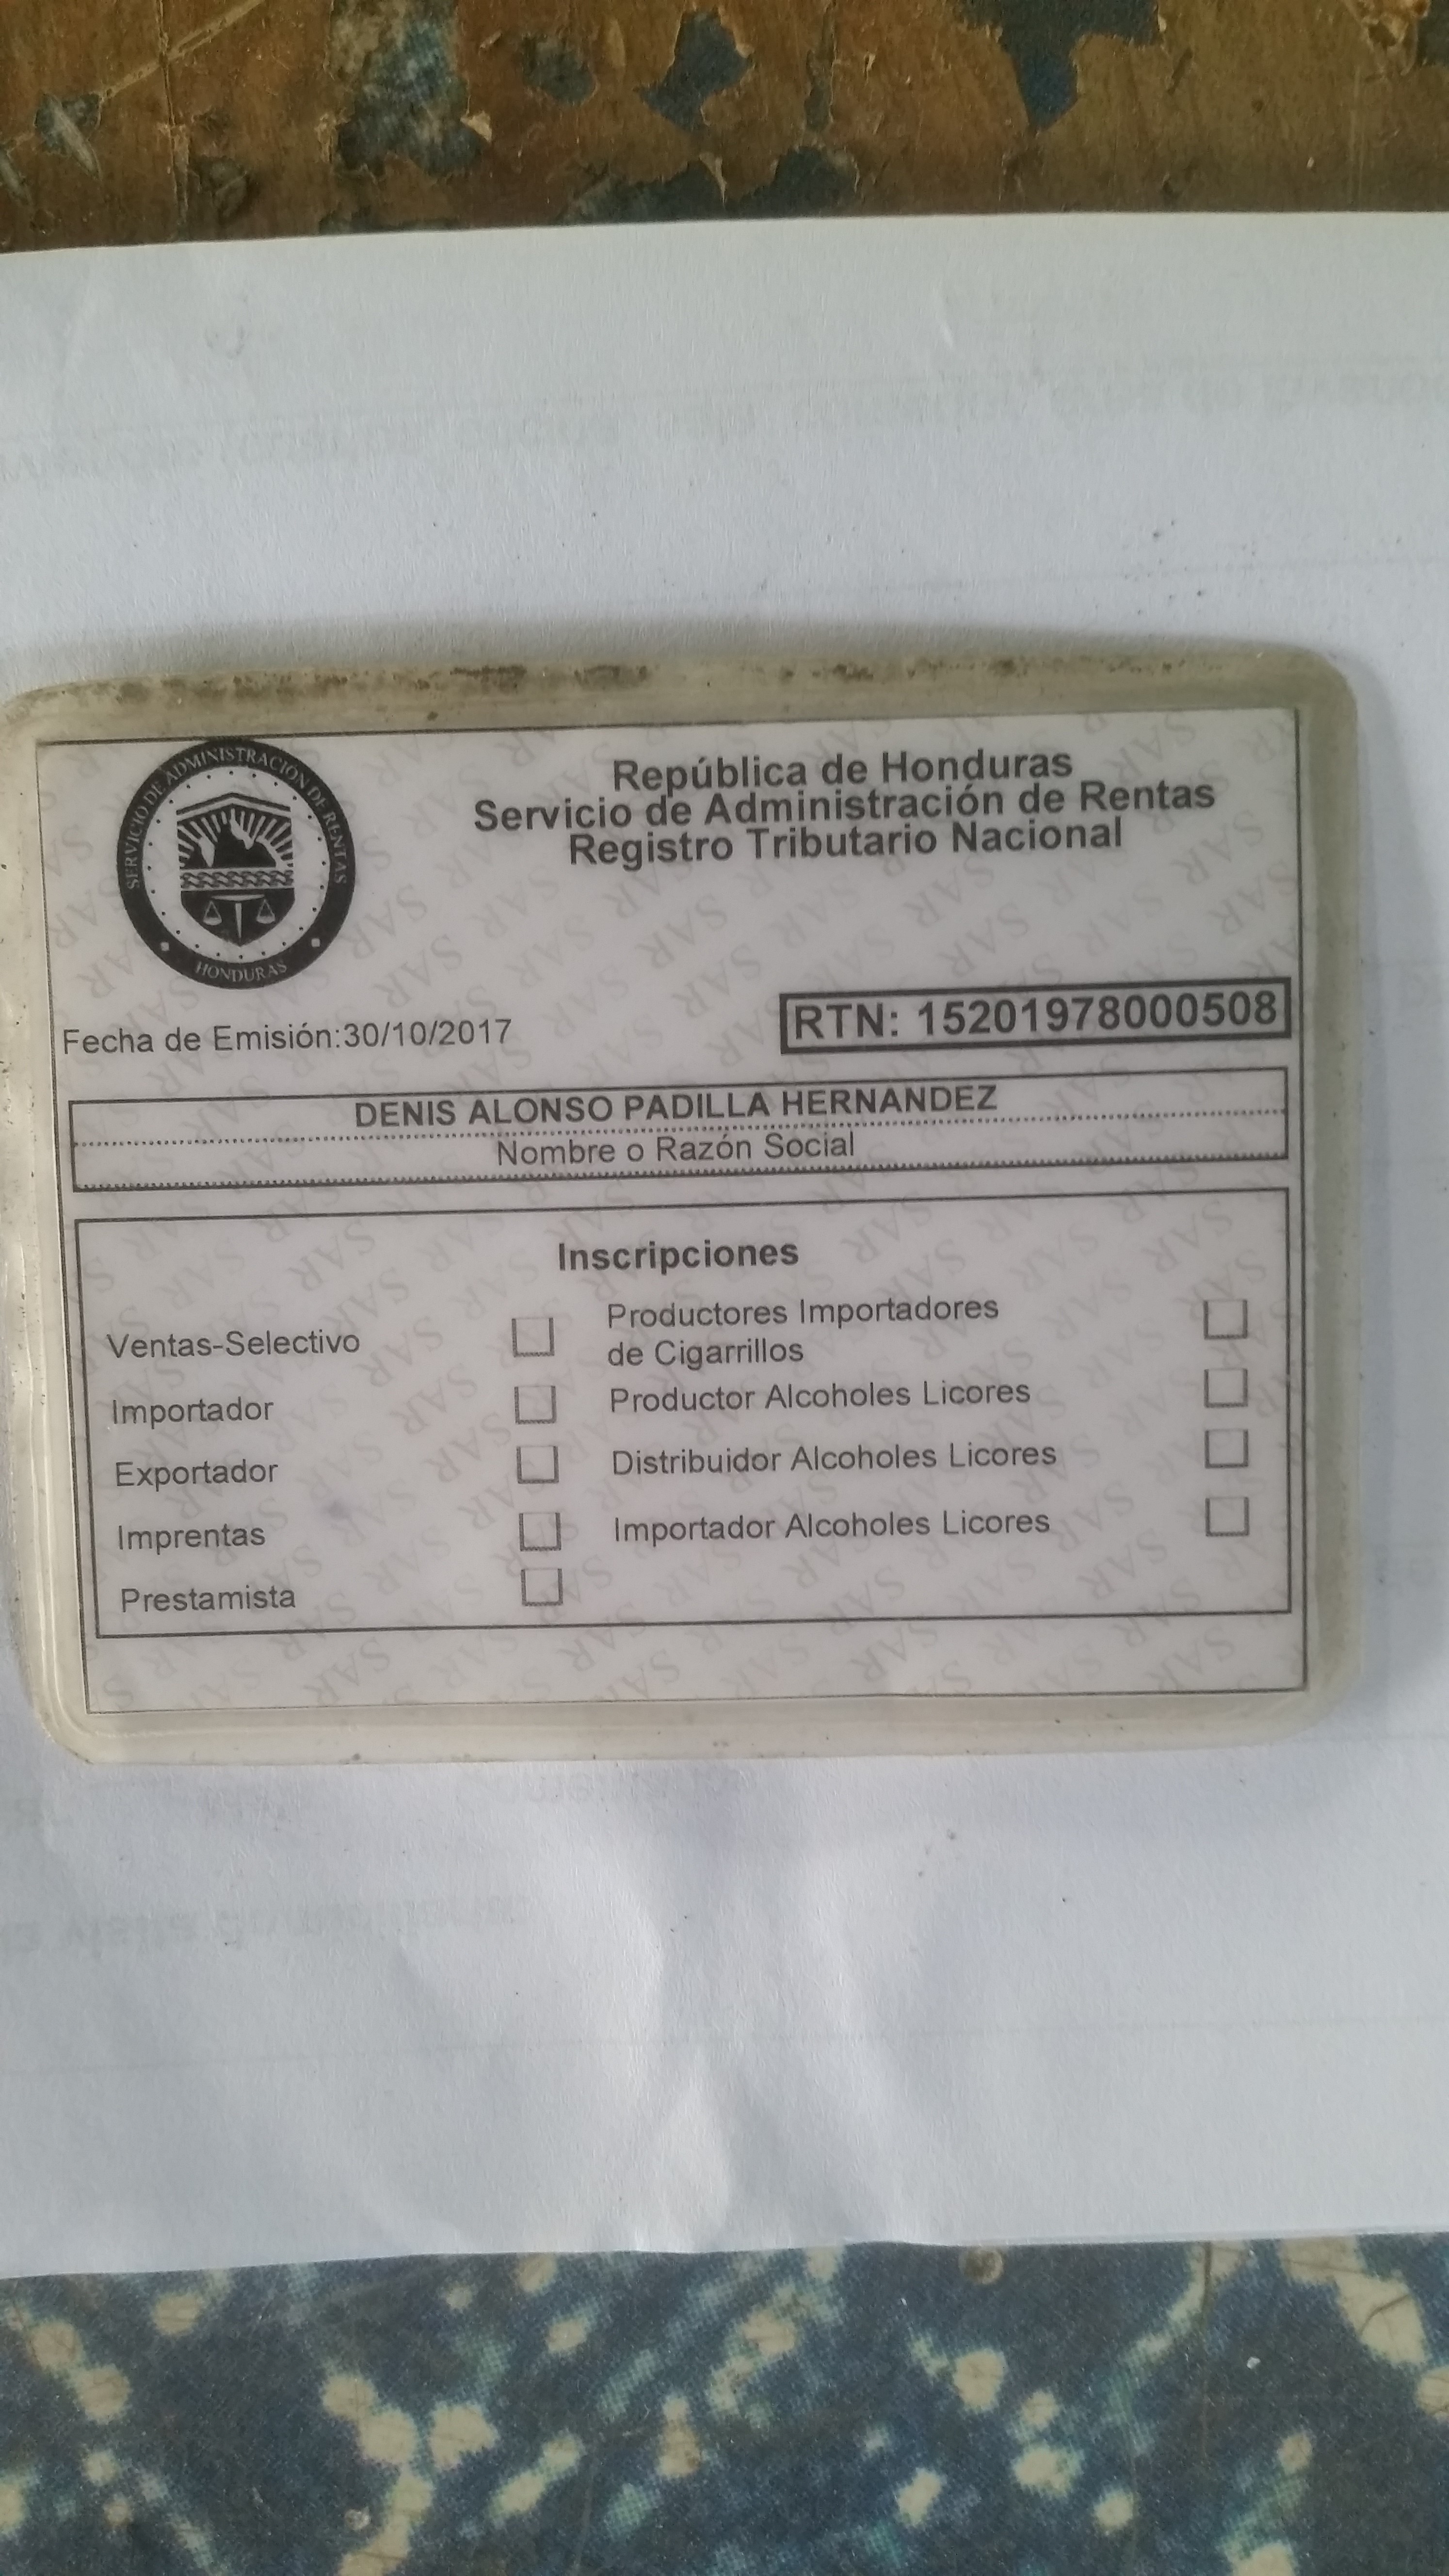 SERVICIO DE ADMINISTRACIÓN DE RENTAS
HONDURAS
República de Honduras
Servicio de Administración de Rentas
Registro Tributario Nacional
Fecha de Emisión:30/10/2017
RTN: 15201978000508
DENIS ALONSO PADILLA HERNANDEZ
Nombre o Razón Social
Inscripciones
Ventas-Selectivo
Importador
Exportador
Imprentas
Prestamista
Productores Importadores
de Cigarrillos
Productor Alcoholes Licores
Distribuidor Alcoholes Licores
Importador Alcoholes Licores